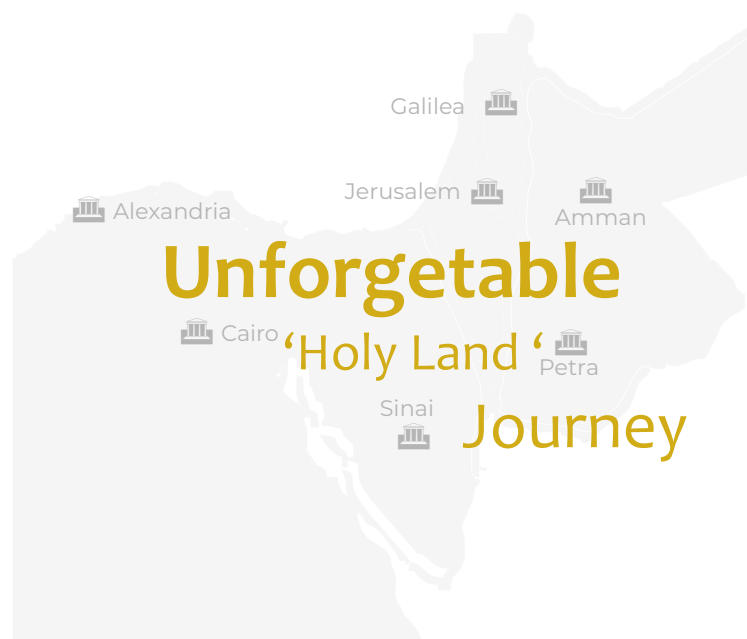 Galilea
Jerusalem
Amman
Alexandria
Unforgetable
Cairo
‘Holy Land ‘
Petra
Sinai
Journey